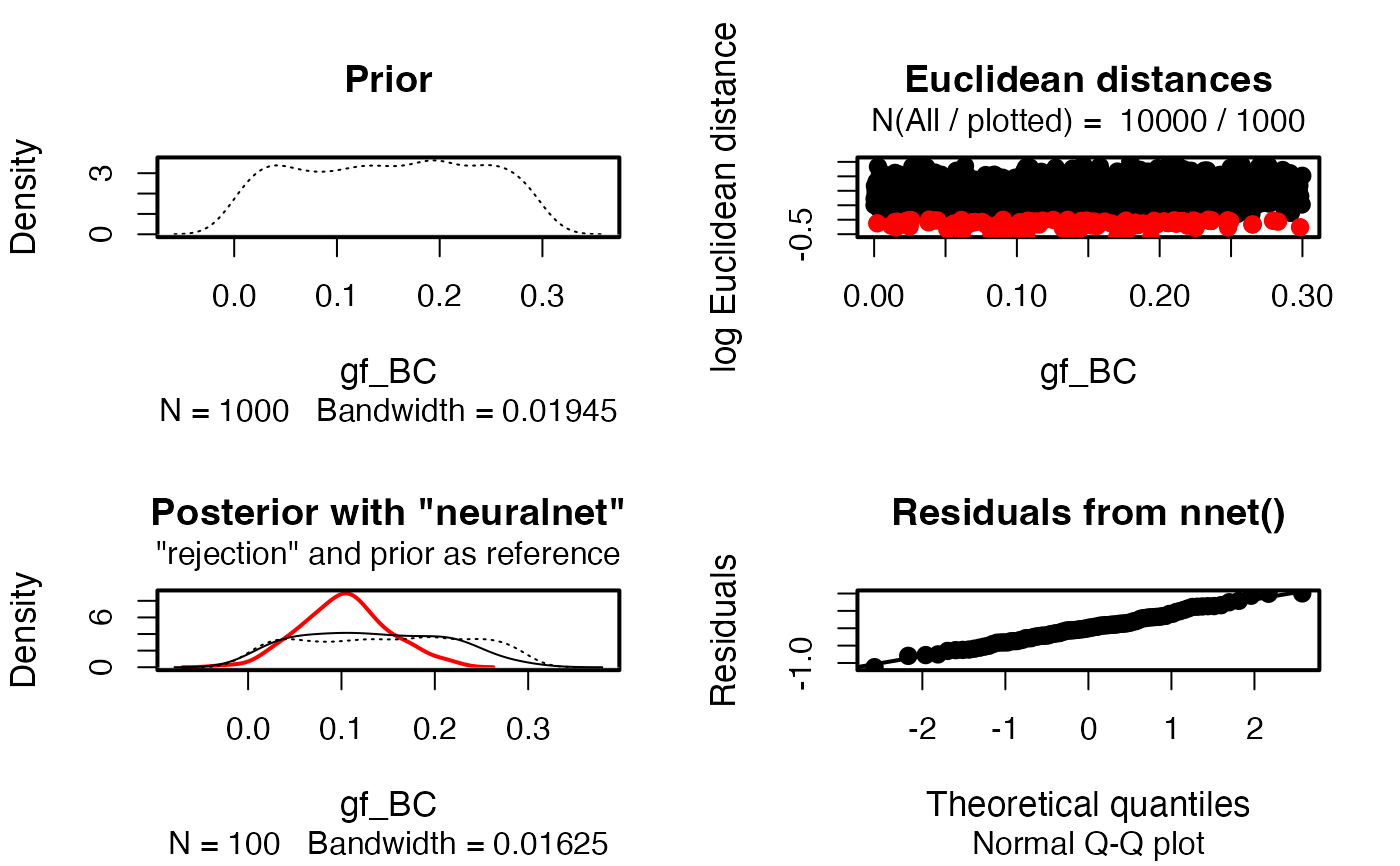 Prior
Density
3
0
0.0 0.1 0.2 0.3
gf_BC
N = 1000 Bandwidth = 0.01945
Euclidean distances
N(All / plotted) = 10000 / 1000
log Euclidean distance
-0.5
0.00 0.10 0.20 0.30
gf_BC
Posterior with "neuralnet"
"rejection" and prior as reference
Density
6
0
0.0 0.1 0.2 0.3
gf_BC
N = 100 Bandwidth = 0.01625
Residuals from nnet()
Residuals
-1.0
-2 -1 0 1 2
Theoretical quantiles
Normal Q-Q plot